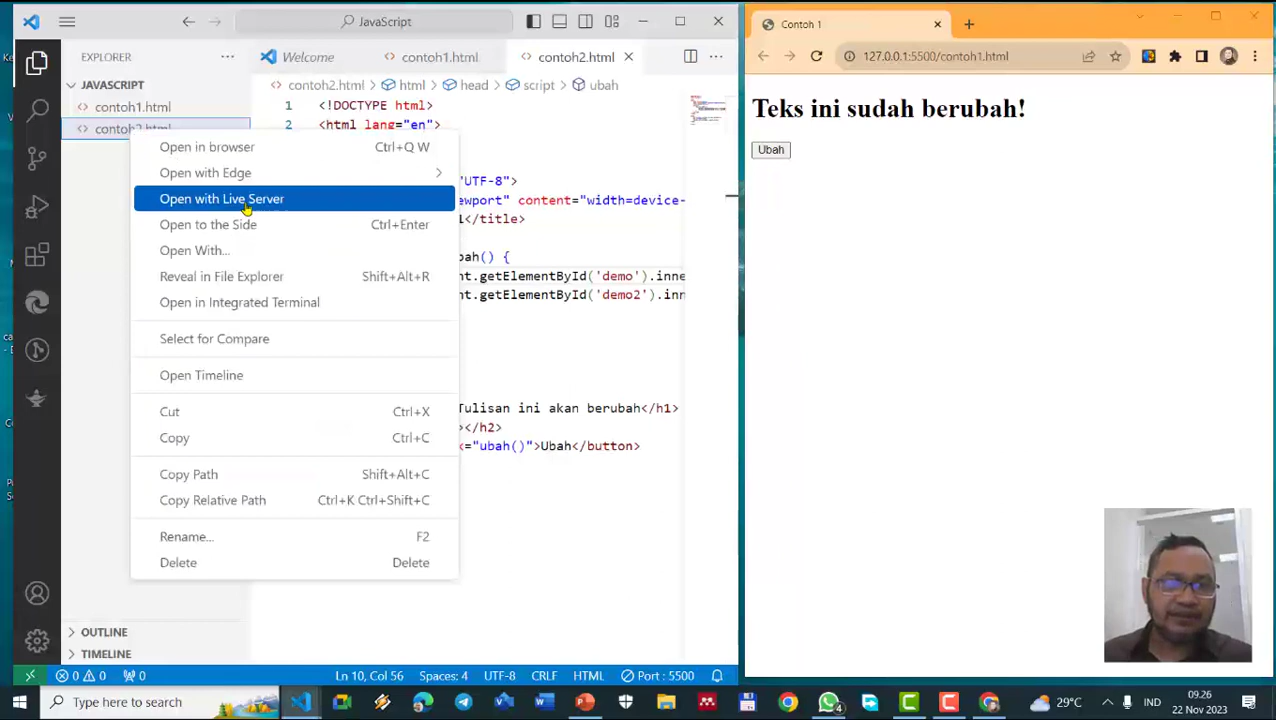 JavaScript
EXPLORER
JAVASCRIPT
contoh1.html
contoh2.html
Welcome
contoh1.html
contoh2.html
contoh2.html
html
head
script
ubah
1 <!DOCTYPE html>
2 <html lang="en">
"UTF-8">
content="width=device-
/title>
bah() {
nt.getElementById('demo').inne
nt.getElementById('demo2').inn
Tulisan ini akan berubah</h1>
></h2>
="ubah()">Ubah</button>
Open in browser Ctrl+Q W
Open with Edge
Open with Live Server
Open to the Side Ctrl+Enter
Open With...
Reveal in File Explorer Shift+Alt+R
Open in Integrated Terminal
Select for Compare
Open Timeline
Cut Ctrl+X
Copy Ctrl+C
Copy Path Shift+Alt+C
Copy Relative Path Ctrl+K Ctrl+Shift+C
Rename... F2
Delete Delete
OUTLINE
TIMELINE
0 0 0 Ln 10, Col 56 Spaces: 4 UTF-8 CRLF HTML Port : 5500
Contoh 1
127.0.0.1:5500/contoh1.html
Teks ini sudah berubah!
Ubah
Type here to search
4
29°C
IND
09.26
22 Nov 2023